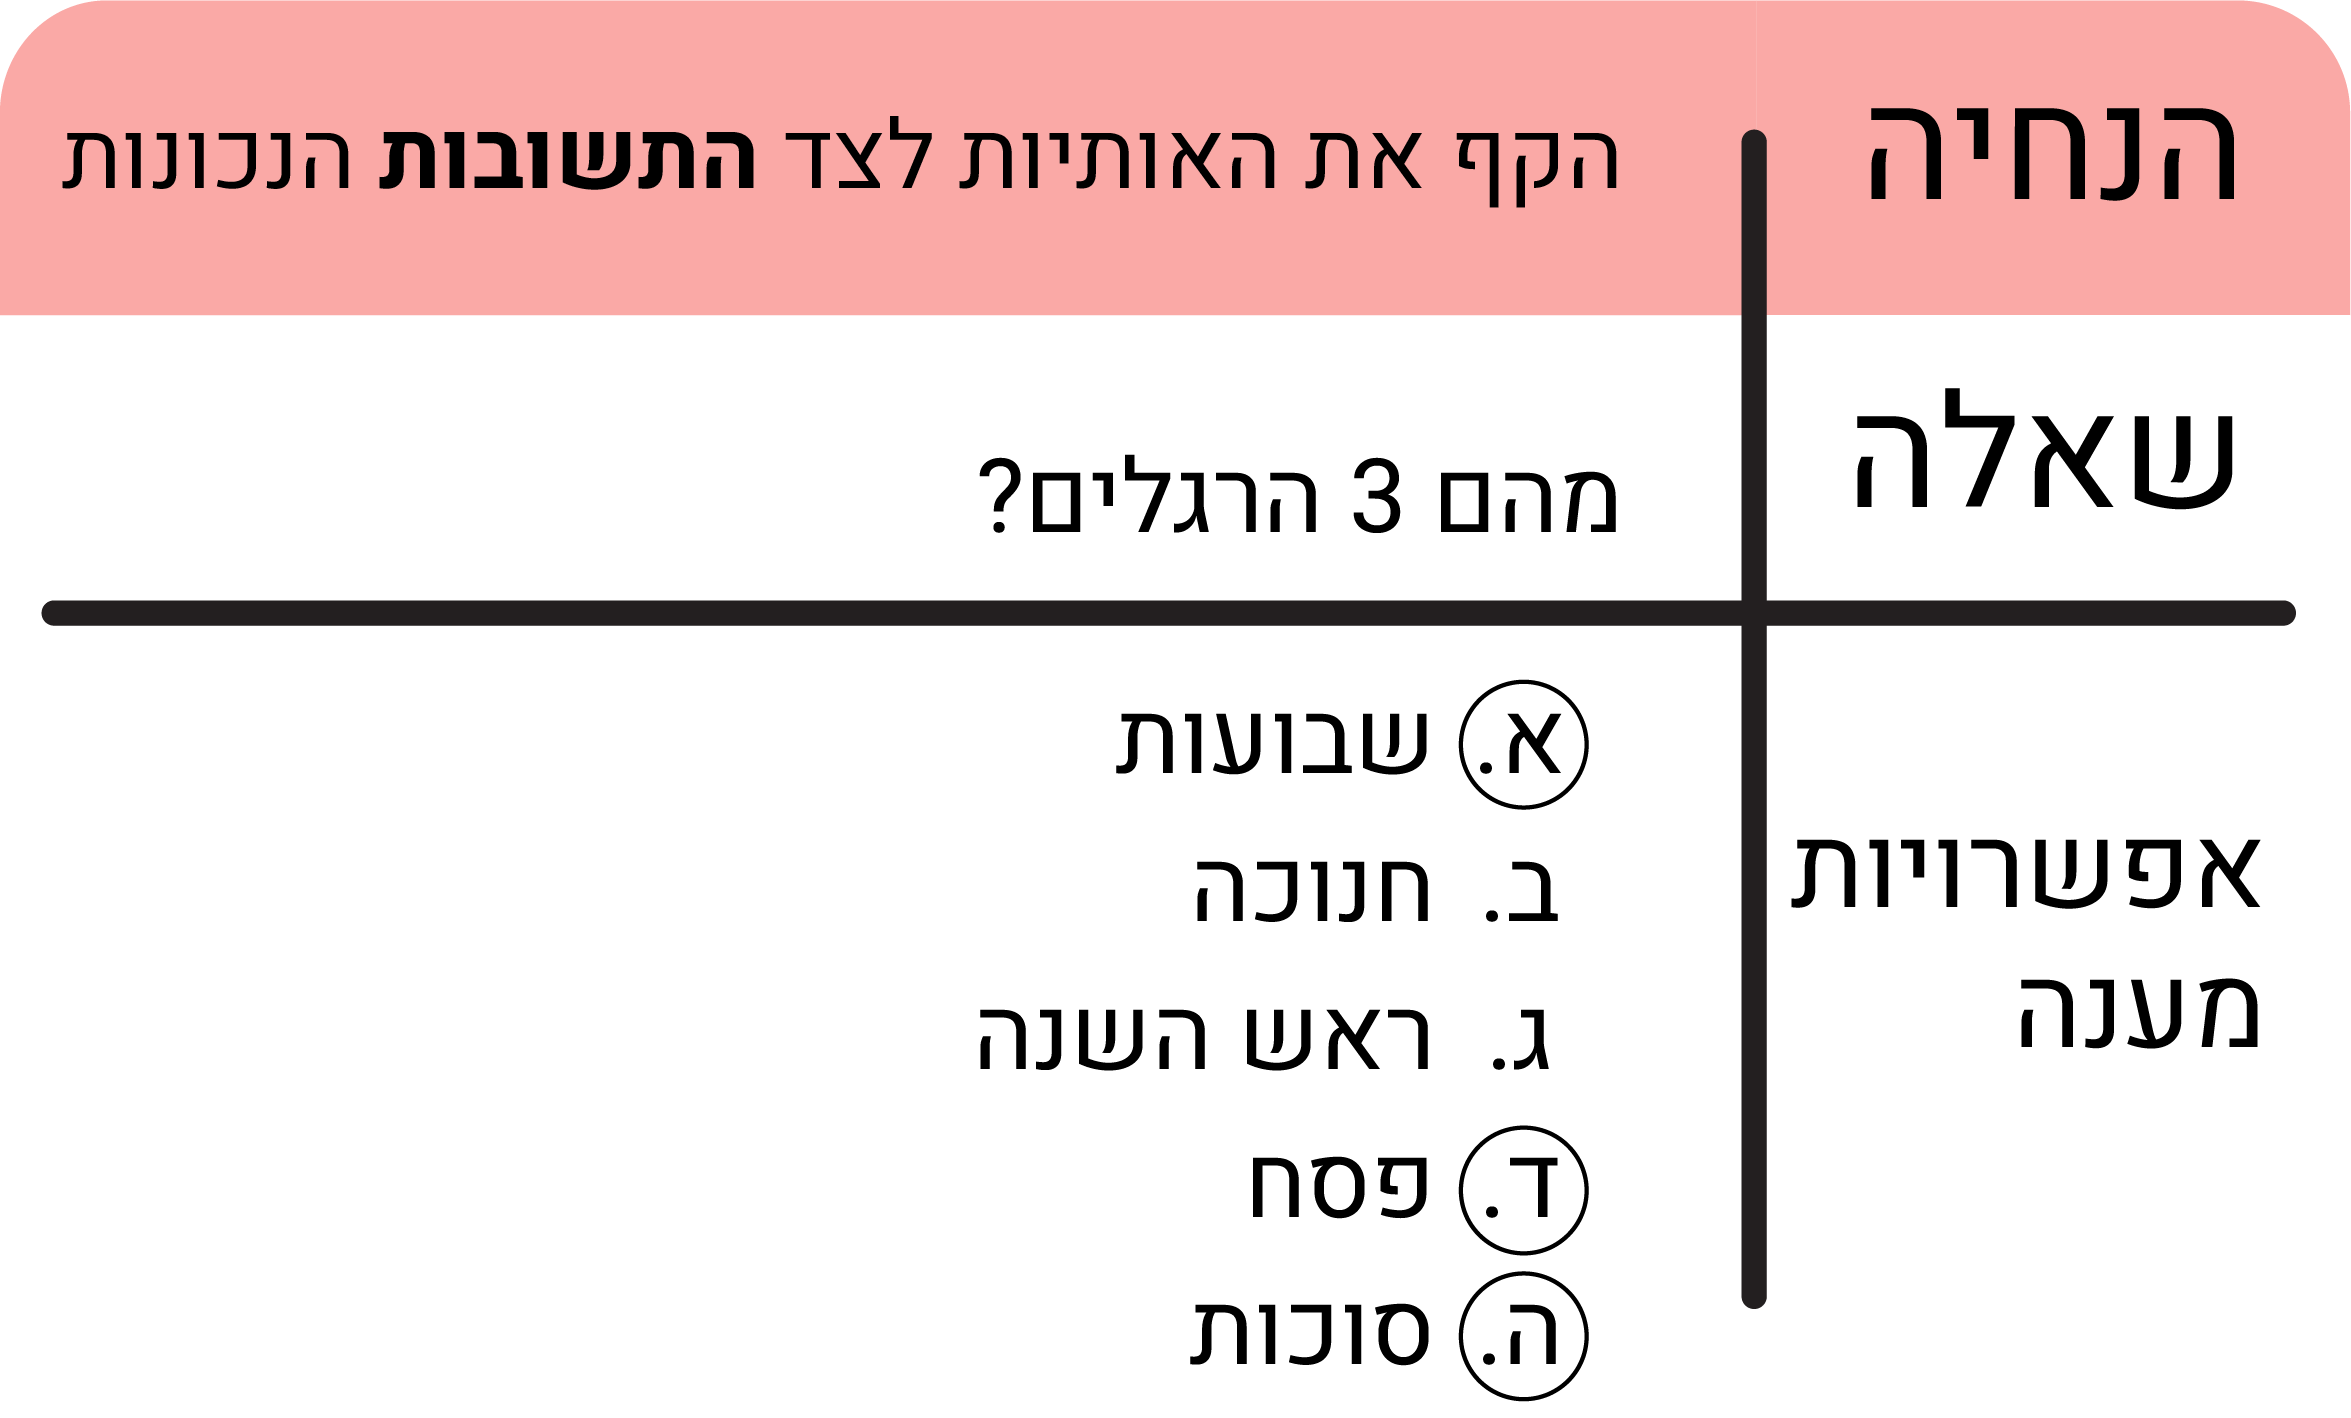 הנחיה
הקף את האותיות לצד התשובות הנכונות
שאלה
מהם 3 הרגלים?
אפשרויות
מענה
א. שבועות
ב. חנוכה
ג. ראש השנה
ד. פסח
ה. סוכות